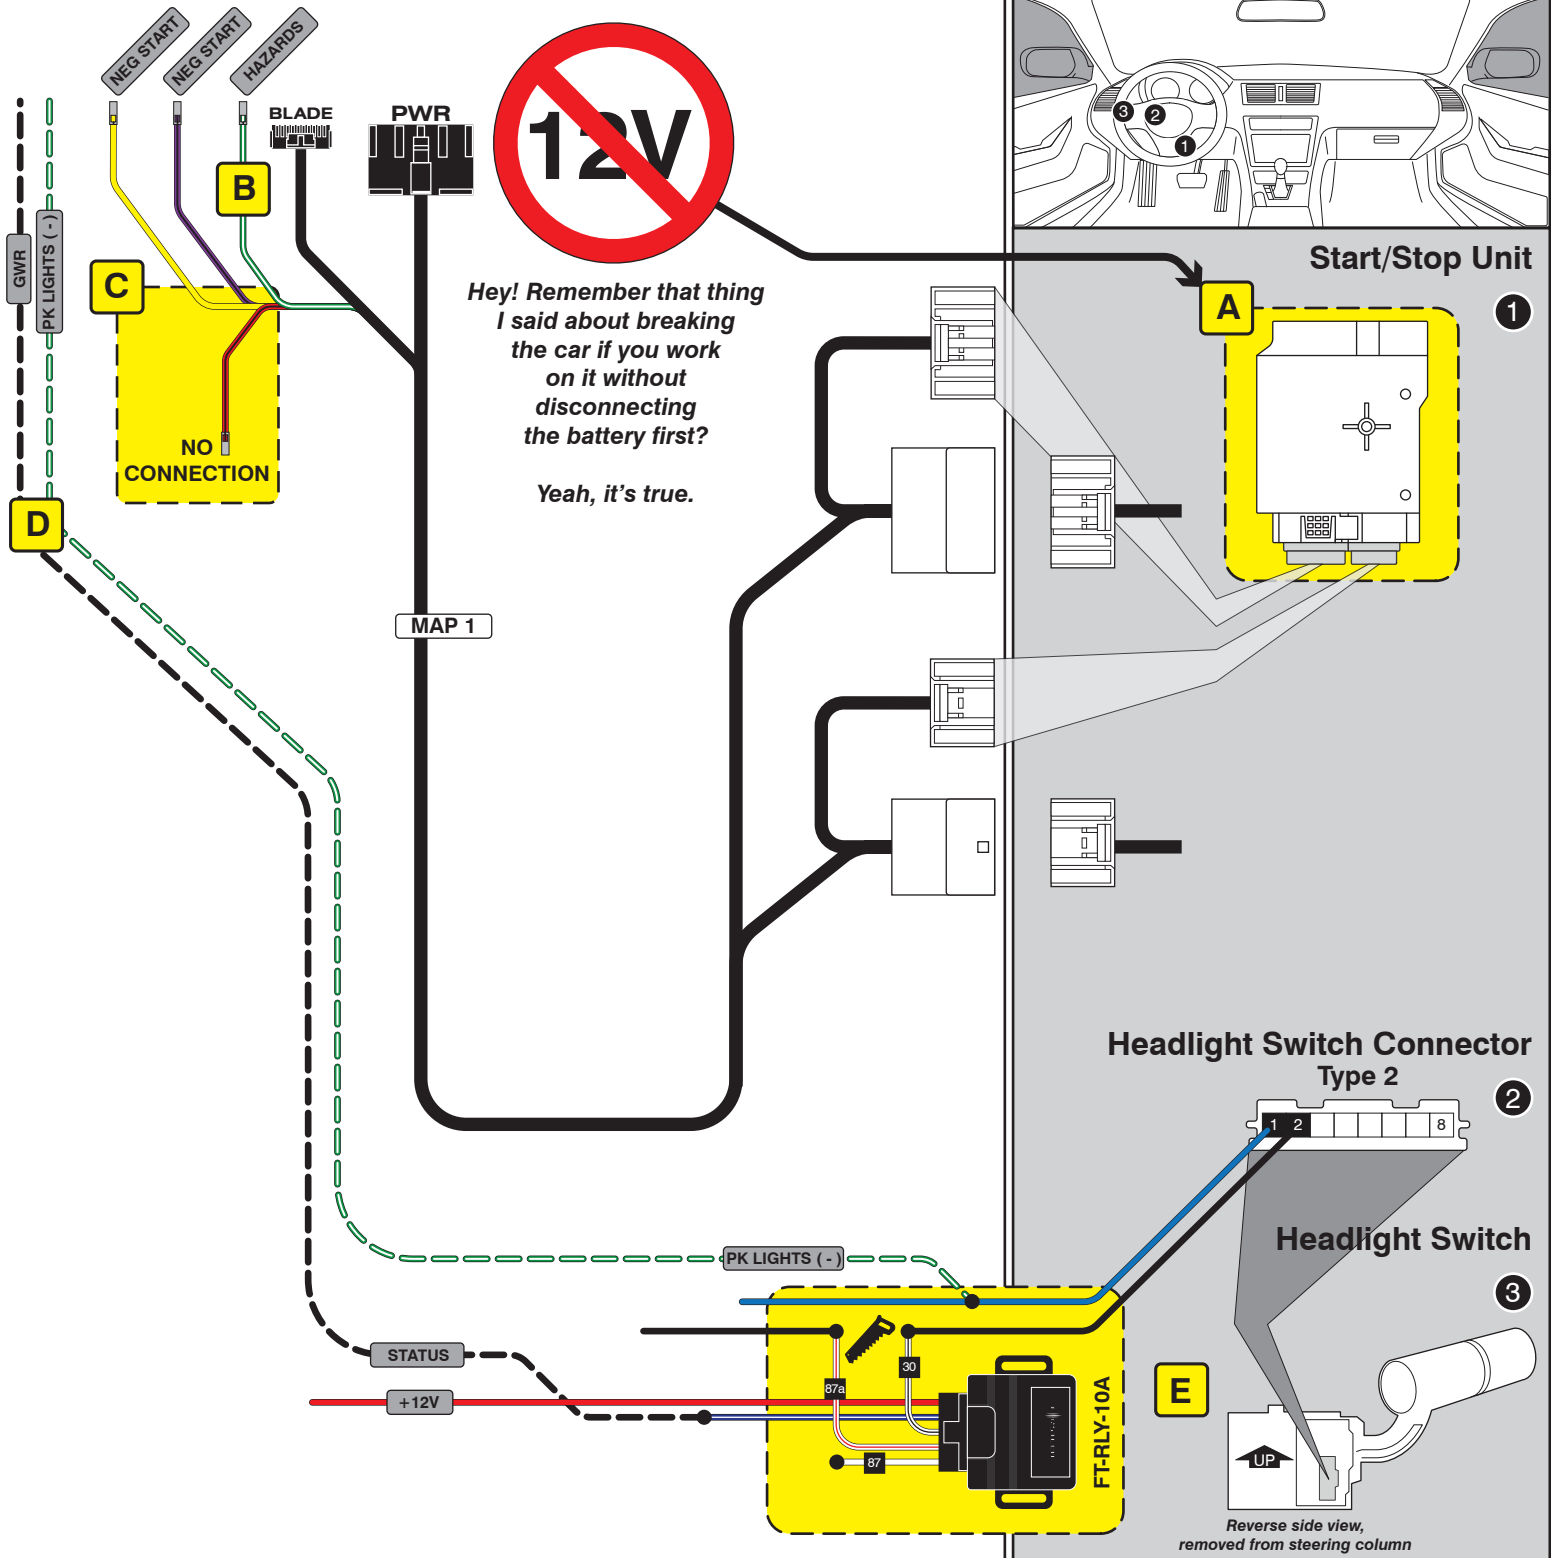 NEG START
NEG START
HAZARDS
BLADE
PWR
12V
3
2
1
B
GWR
PK LIGHTS ( - )
C
Start/Stop Unit
A
1
Hey! Remember that thing
I said about breaking
the car if you work
on it without
disconnecting
the battery first?
Yeah, it's true.
NO
CONNECTION
D
MAP 1
Headlight Switch Connector
Type 2
2
1 2 8
Headlight Switch
PK LIGHTS ( - )
3
STATUS
30
87a
+12V
E
FT-RLY-10A
87
UP
Reverse side view,
removed from steering column